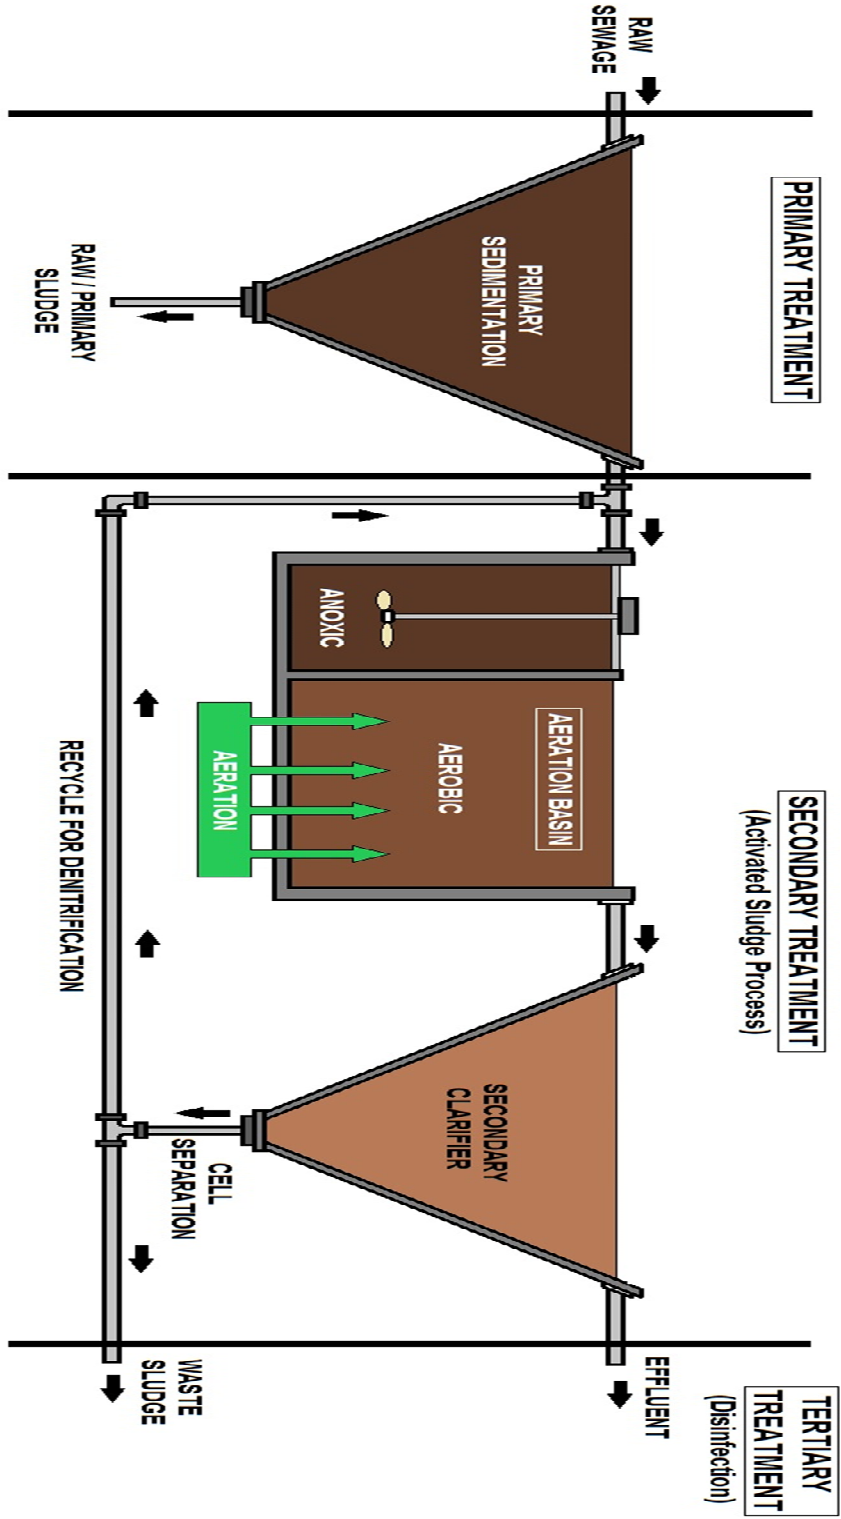 PRIMARY TREATMENT
SECONDARY TREATMENT
(Activated Sludge Process)
TERTIARY
TREATMENT
(Disinfection)
RAW
SEWAGE
PRIMARY
SEDIMENTATION
RAW / PRIMARY
SLUDGE
AERATION BASIN
ANOXIC
AEROBIC
AERATION
SECONDARY
CLARIFIER
EFFLUENT
CELL
SEPARATION
RECYCLE FOR DENITRIFICATION
WASTE
SLUDGE